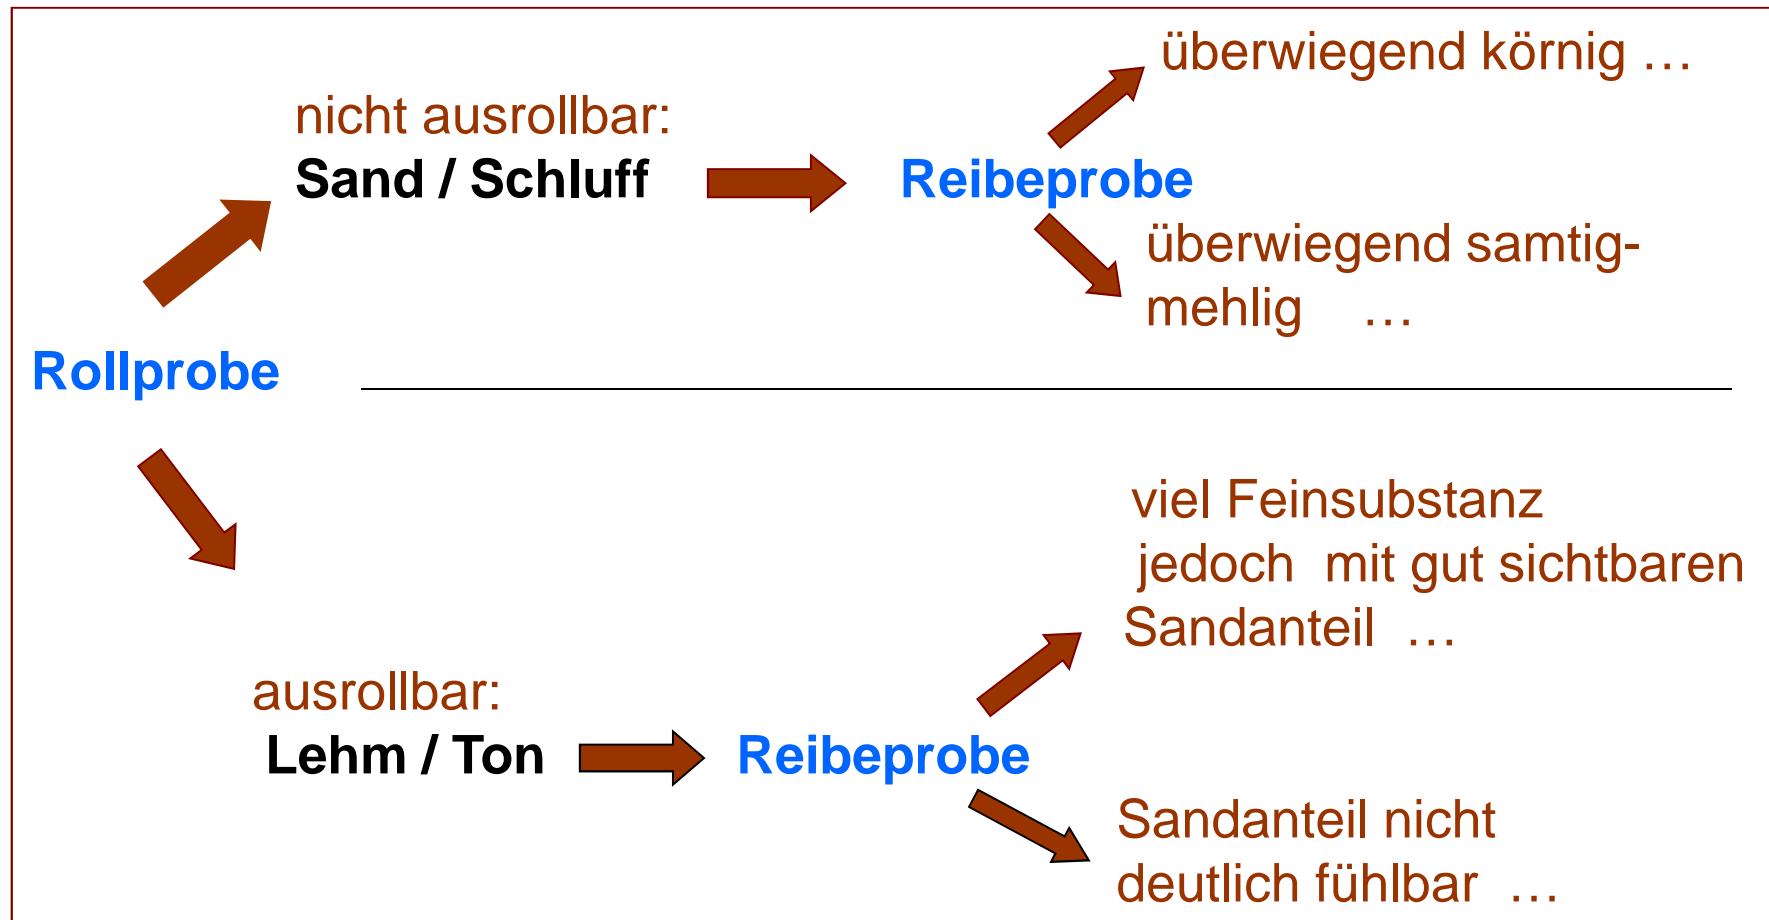 überwiegend körnig …
nicht ausrollbar:
Sand / Schluff
Reibeprobe
überwiegend samtig-
mehlig …
Rollprobe
viel Feinsubstanz
jedoch mit gut sichtbaren
Sandanteil …
ausrollbar:
Lehm / Ton
Reibeprobe
Sandanteil nicht
deutlich fühlbar …